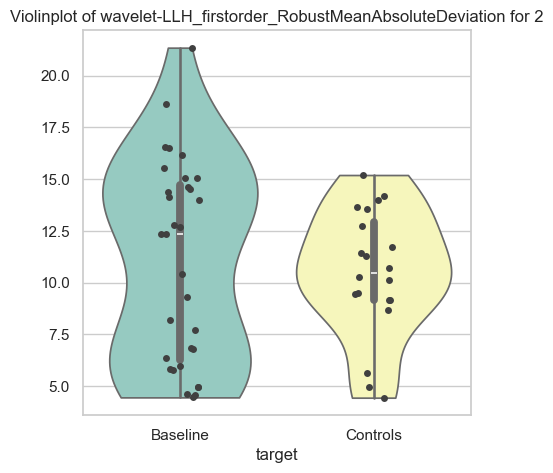 Violinplot of wavelet-LLH_firstorder_RobustMeanAbsoluteDeviation for 2
20.0
17.5
15.0
12.5
10.0
7.5
5.0
Baseline
Controls
target